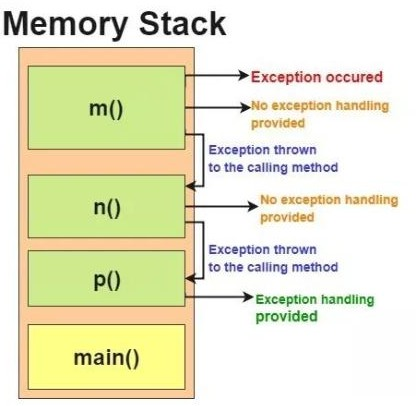 Memory Stack
m()
Exception occured
No exception handling
provided
Exception thrown
to the calling method
n()
No exception handling
provided
Exception thrown
to the calling method
p()
Exception handling
provided
main()